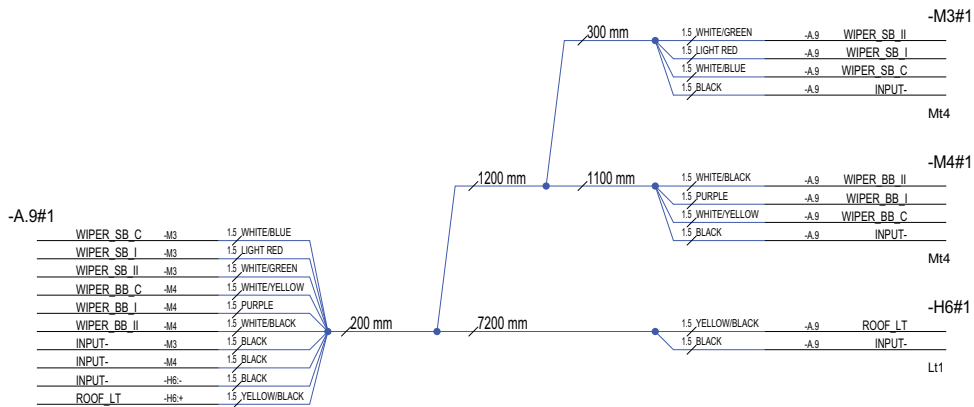 -M3#1
300 mm
1.5 WHITE/GREEN -A.9 WIPER_SB_II
1.5 LIGHT RED -A.9 WIPER_SB_I
1.5 WHITE/BLUE -A.9 WIPER_SB_C
1.5 BLACK -A.9 INPUT-
Mt4
-M4#1
1200 mm 1100 mm
1.5 WHITE/BLACK -A.9 WIPER_BB_II
1.5 PURPLE -A.9 WIPER_BB_I
1.5 WHITE/YELLOW -A.9 WIPER_BB_C
1.5 BLACK -A.9 INPUT-
Mt4
-A.9#1
WIPER_SB_C -M3 1.5 WHITE/BLUE
WIPER_SB_I -M3 1.5 LIGHT RED
WIPER_SB_II -M3 1.5 WHITE/GREEN
WIPER_BB_C -M4 1.5 WHITE/YELLOW
WIPER_BB_I -M4 1.5 PURPLE
WIPER_BB_II -M4 1.5 WHITE/BLACK
INPUT- -M3 1.5 BLACK
INPUT- -M4 1.5 BLACK
INPUT- -H6:- 1.5 BLACK
ROOF_LT -H6:+ 1.5 YELLOW/BLACK
200 mm 7200 mm
-H6#1
1.5 YELLOW/BLACK -A.9 ROOF_LT
1.5 BLACK -A.9 INPUT-
Lt1